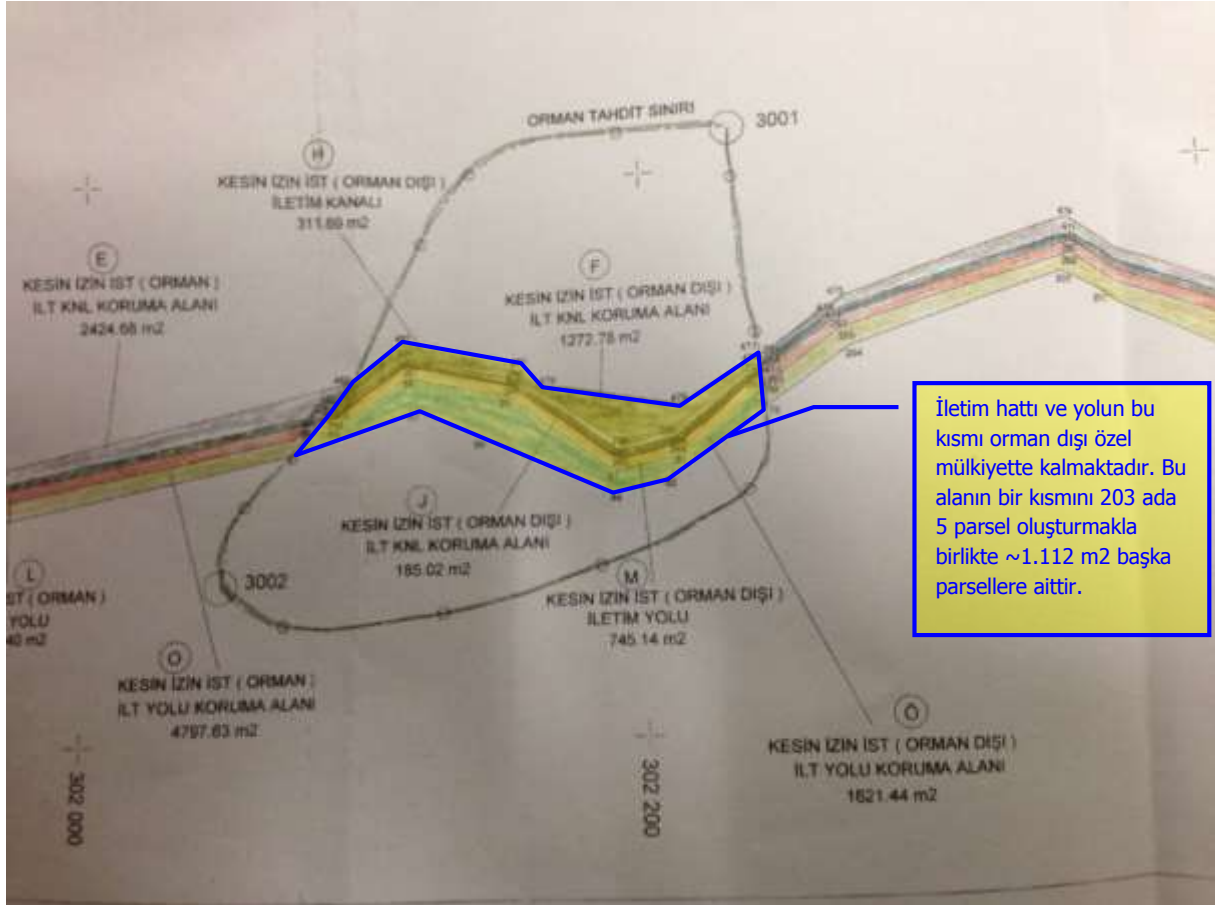 ORMAN TAHDİT SINIRI
3001
H
KESİN İZİN İST ( ORMAN DIŞI )
İLETİM KANALI
311.69 m2
E
KESİN İZİN İST ( ORMAN )
İLT KNL KORUMA ALANI
2424.68 m2
F
KESİN İZİN İST ( ORMAN DIŞI )
İLT KNL KORUMA ALANI
1272.78 m2
İletim hattı ve yolun bu
kısmı orman dışı özel
mülkiyette kalmaktadır. Bu
alanın bir kısmını 203 ada
5 parsel oluşturmakla
birlikte ~1.112 m2 başka
parsellere aittir.
J
KESİN İZİN İST ( ORMAN DIŞI )
İLT KNL KORUMA ALANI
185.02 m2
L
ST ( ORMAN )
YOLU
40 m2
3002
M
KESİN İZİN İST ( ORMAN DIŞI )
İLETİM YOLU
745.14 m2
O
KESİN İZİN İST ( ORMAN )
İLT YOLU KORUMA ALANI
4797.63 m2
Ö
KESİN İZİN İST ( ORMAN DIŞI )
İLT YOLU KORUMA ALANI
1621.44 m2
302 000
302 200